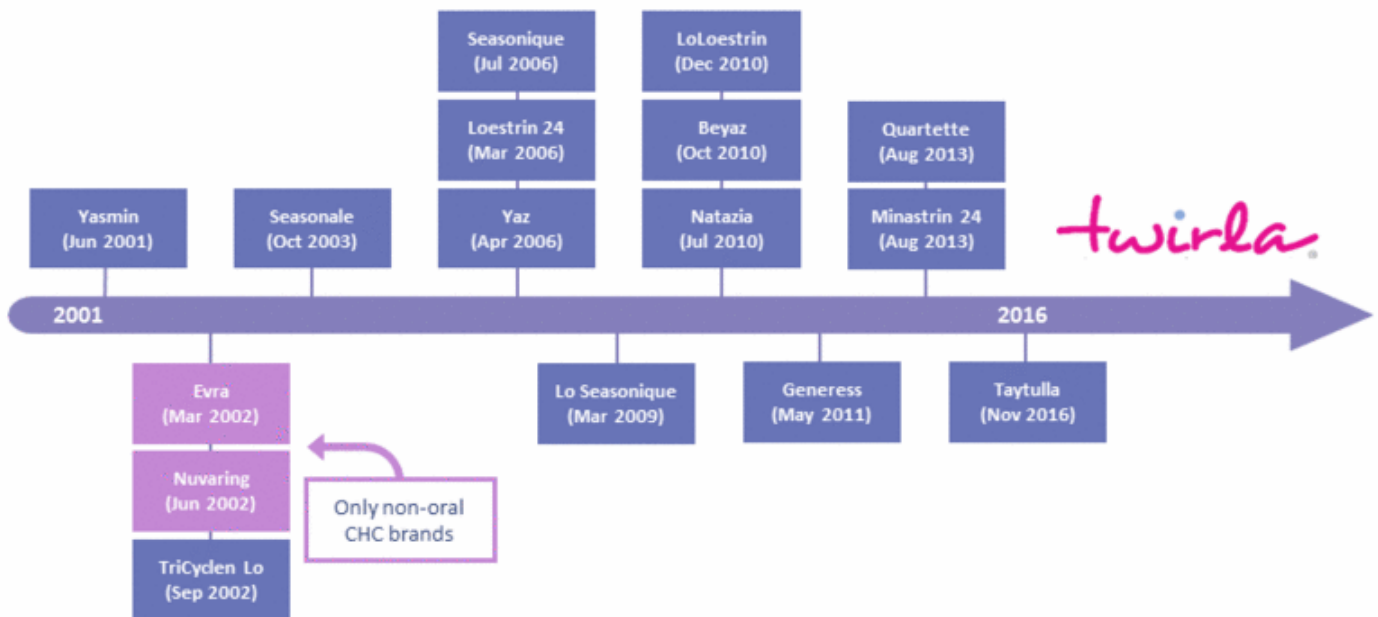 Seasonique
(Jul 2006)
LoLoestrin
(Dec 2010)
Loestrin 24
(Mar 2006)
Beyaz
(Oct 2010)
Quartette
(Aug 2013)
Yasmin
(Jun 2001)
Seasonale
(Oct 2003)
Yaz
(Apr 2006)
Natazia
(Jul 2010)
Minastrin 24
(Aug 2013)
twirla
2001
2016
Evra
(Mar 2002)
Lo Seasonique
(Mar 2009)
Generess
(May 2011)
Taytulla
(Nov 2016)
Nuvaring
(Jun 2002)
Only non-oral
CHC brands
TriCyclen Lo
(Sep 2002)